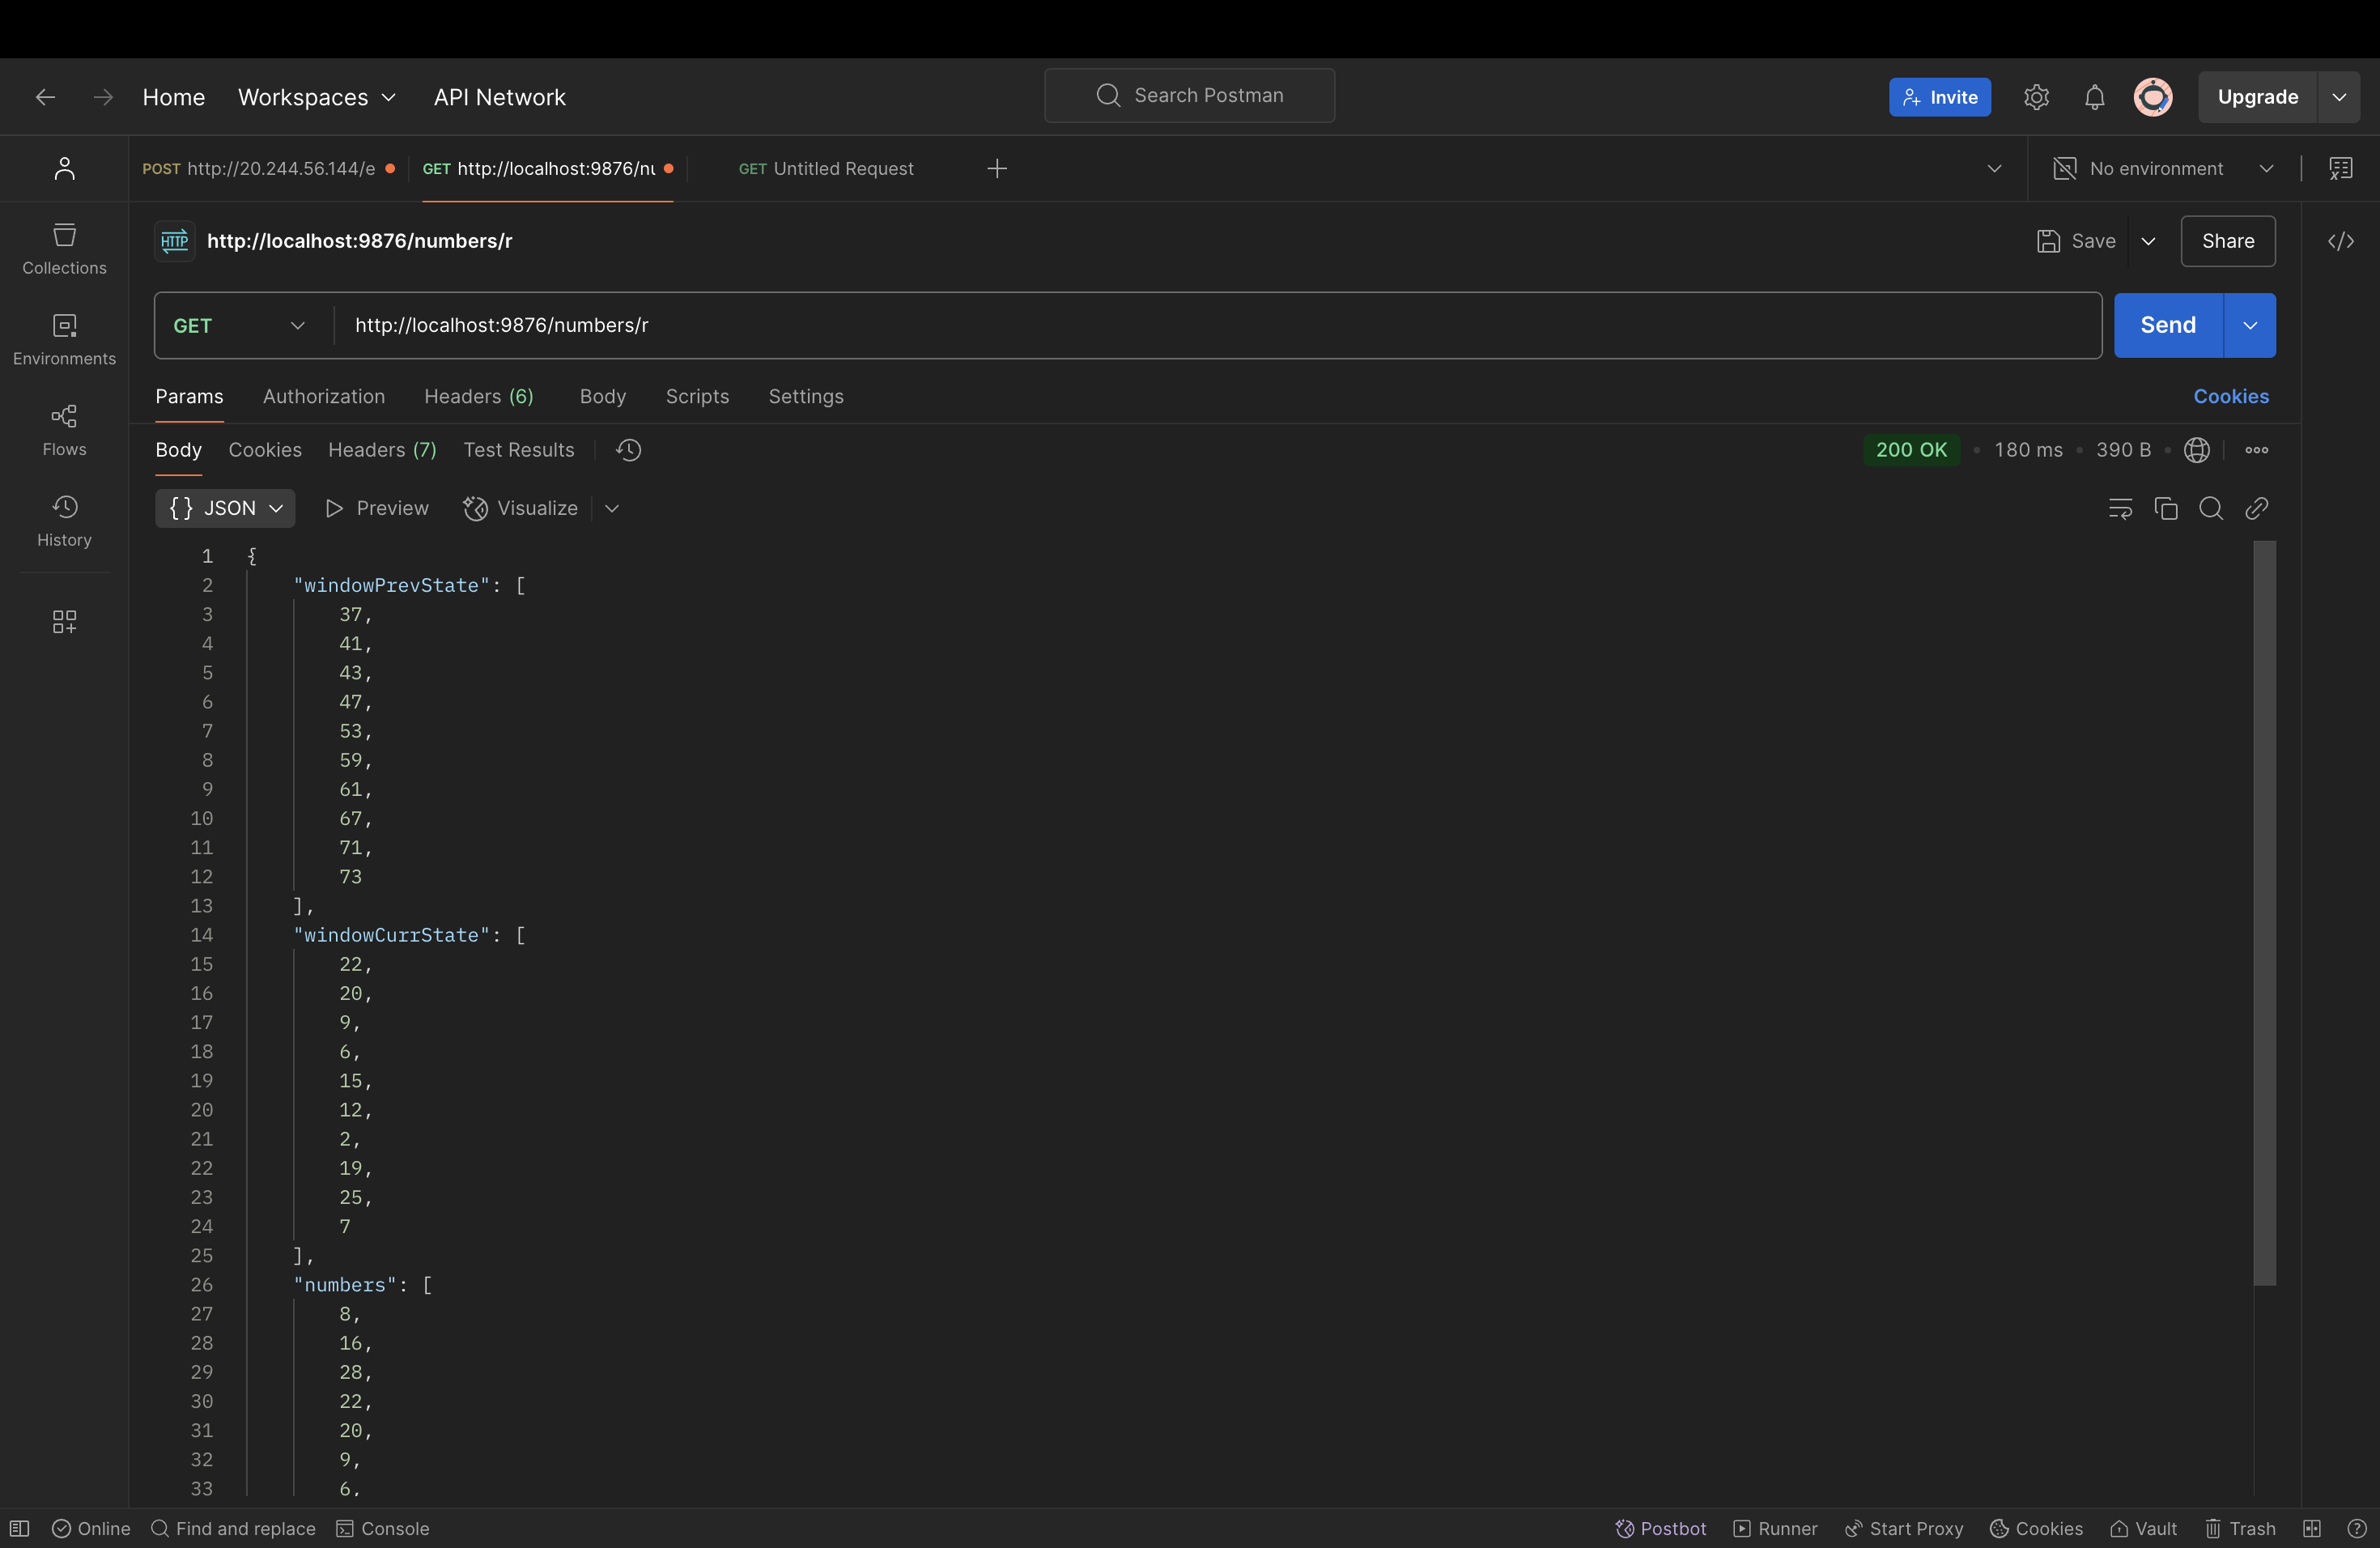 Home Workspaces API Network Search Postman Invite Upgrade
POST http://20.244.56.144/e GET http://localhost:9876/nu GET Untitled Request No environment
HTTP http://localhost:9876/numbers/r Save Share
Collections
GET http://localhost:9876/numbers/r Send
Environments
Params Authorization Headers (6) Body Scripts Settings Cookies
Flows
Body Cookies Headers (7) Test Results 200 OK 180 ms 390 B
{} JSON Preview Visualize
History
1 {
2 "windowPrevState": [
3 37,
4 41,
5 43,
6 47,
7 53,
8 59,
9 61,
10 67,
11 71,
12 73
13 ],
14 "windowCurrState": [
15 22,
16 20,
17 9,
18 6,
19 15,
20 12,
21 2,
22 19,
23 25,
24 7
25 ],
26 "numbers": [
27 8,
28 16,
29 28,
30 22,
31 20,
32 9,
33 6,
Online Find and replace Console Postbot Runner Start Proxy Cookies Vault Trash